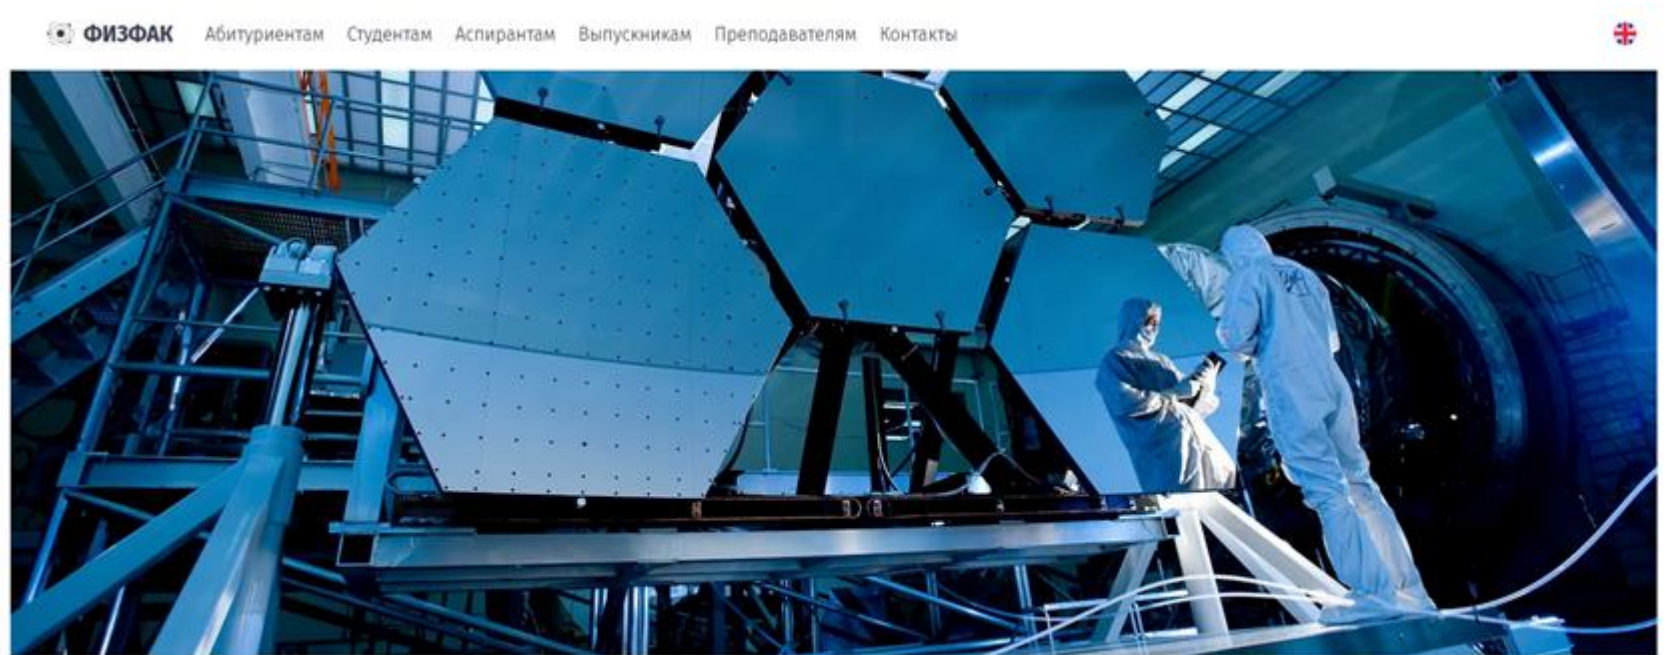 ФИЗФАК Абитуриентам Студентам Аспирантам Выпускникам Преподавателям Контакты